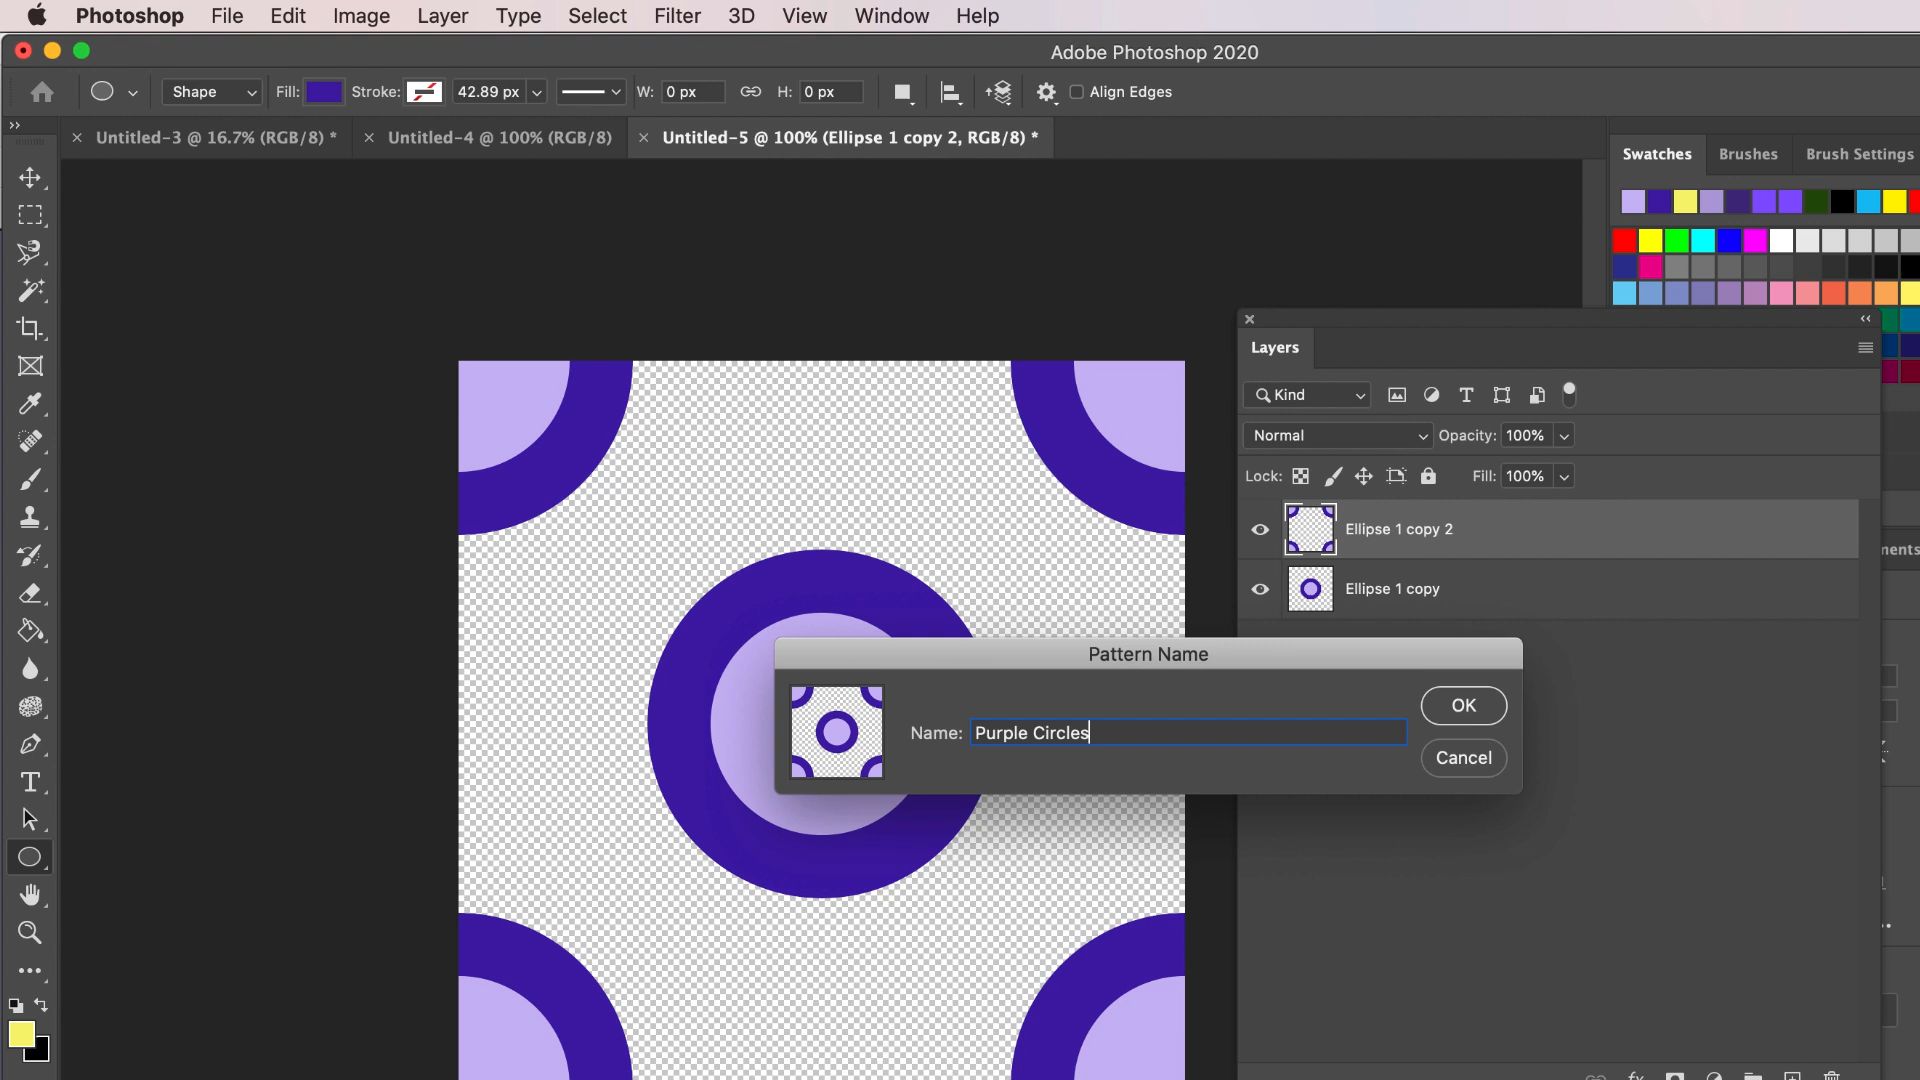 Photoshop File Edit Image Layer Type Select Filter 3D View Window Help
Adobe Photoshop 2020
Shape Fill: Stroke: 42.89 px W: 0 px H: 0 px Align Edges
Untitled-3 @ 16.7% (RGB/8) * Untitled-4 @ 100% (RGB/8) Untitled-5 @ 100% (Ellipse 1 copy 2, RGB/8) *
Swatches Brushes Brush Settings
Layers
Kind
Normal Opacity: 100%
Lock: Fill: 100%
Ellipse 1 copy 2
nents
Ellipse 1 copy
Pattern Name
OK
Name: Purple Circles
Cancel